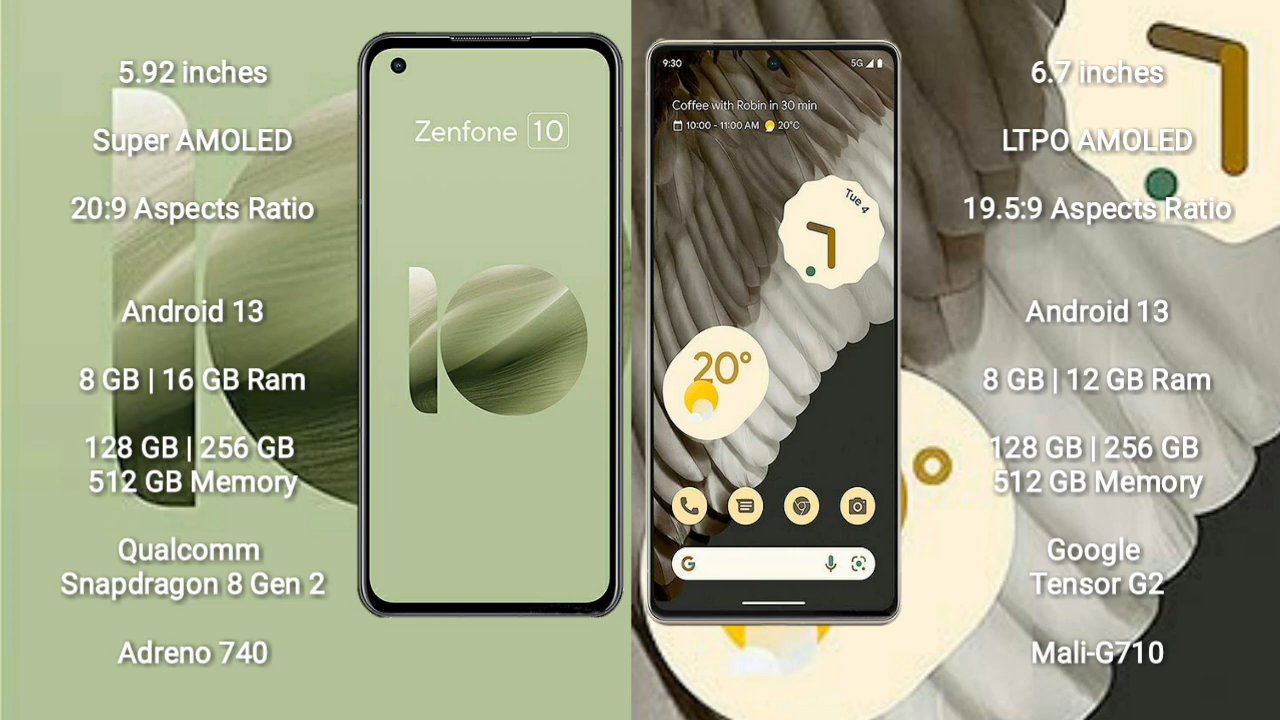 5.92 inches
Super AMOLED
20:9 Aspects Ratio
Android 13
8 GB | 16 GB Ram
128 GB | 256 GB
512 GB Memory
Qualcomm
Snapdragon 8 Gen 2
Adreno 740
Zenfone 10
10
9:30
5G
Coffee with Robin in 30 min
10:00 - 11:00 AM 20°C
Tue 4
20°
G
6.7 inches
LTPO AMOLED
19.5:9 Aspects Ratio
Android 13
8 GB | 12 GB Ram
128 GB | 256 GB
512 GB Memory
Google
Tensor G2
Mali-G710